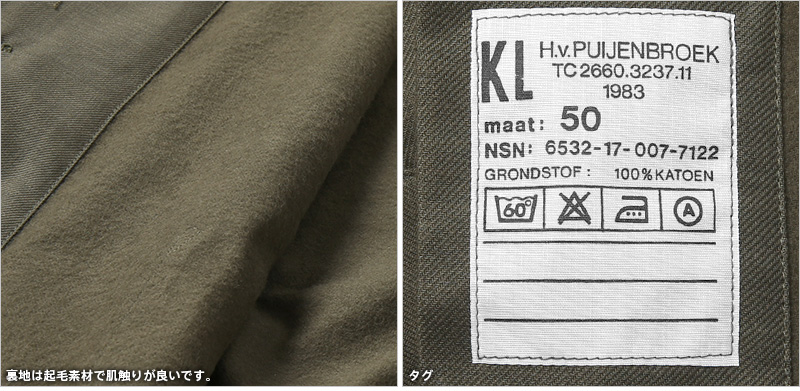 裏地は起毛素材で肌触りが良いです。
KL
H.v.PUIJENBROEK
TC2660.3237.11
1983
maat: 50
NSN: 6532-17-007-7122
GRONDSTOF: 100%KATOEN
60°
A
タグ